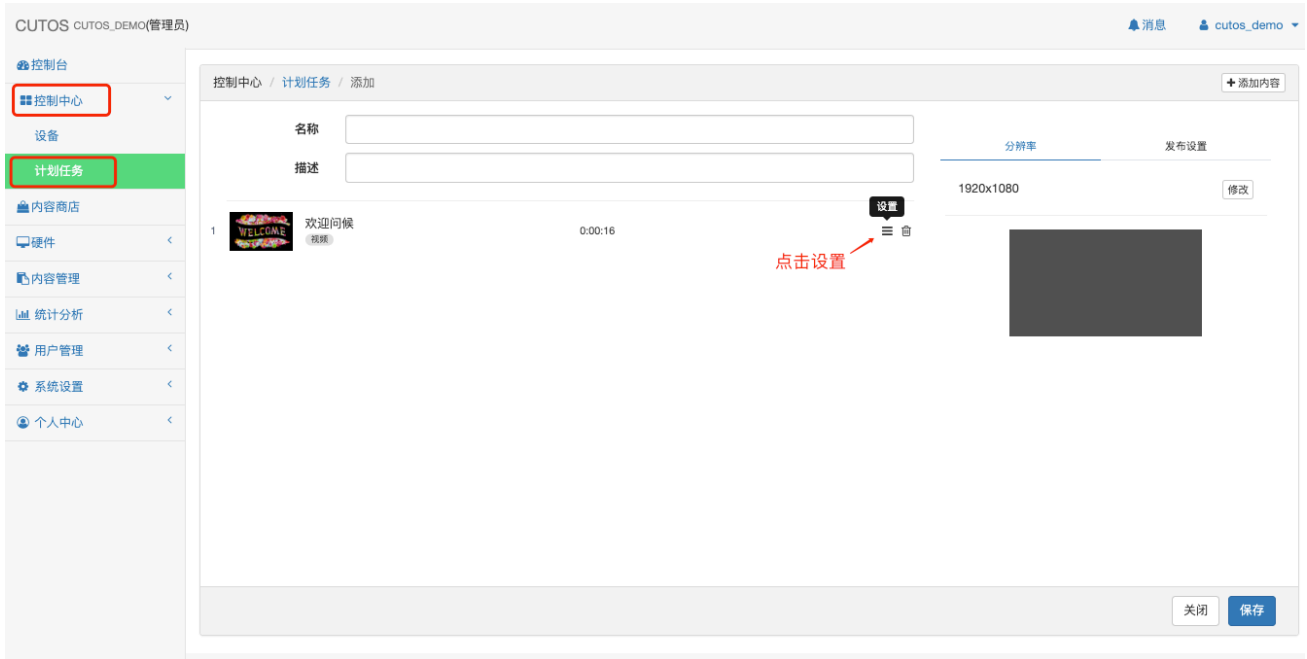 CUTOS CUTOS_DEMO(管理员)
消息
cutos_demo
控制台
控制中心
设备
计划任务
内容商店
硬件
内容管理
统计分析
用户管理
系统设置
个人中心
控制中心 / 计划任务 / 添加
添加内容
名称
描述
1
WELCOME
欢迎问候
视频
0:00:16
设置
点击设置
分辨率
发布设置
1920x1080
修改
关闭
保存